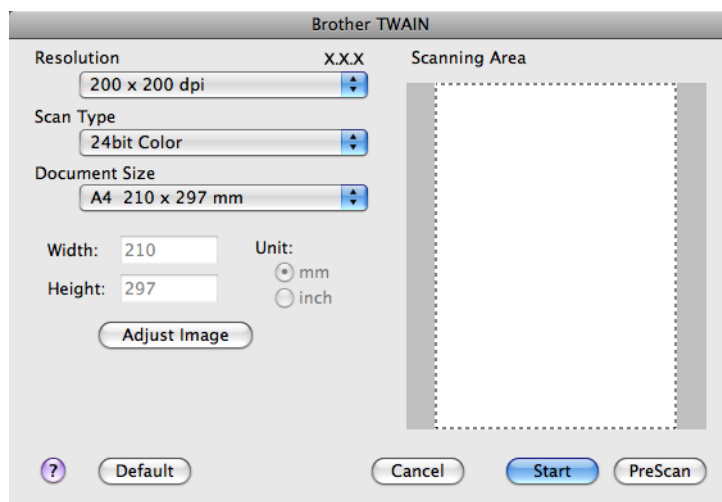 Brother TWAIN
Resolution X.X.X
200 x 200 dpi
Scan Type
24bit Color
Document Size
A4 210 x 297 mm
Width: 210
Height: 297
Unit:
mm
inch
Adjust Image
Scanning Area
? Default Cancel Start PreScan